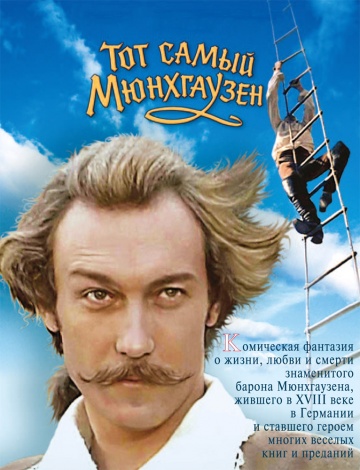 Тот самый
Мюнхгаузен
Комическая фантазия
о жизни, любви и смерти
знаменитого
барона Мюнхгаузена,
жившего в XVIII веке
в Германии
и ставшего героем
многих веселых
книг и преданий